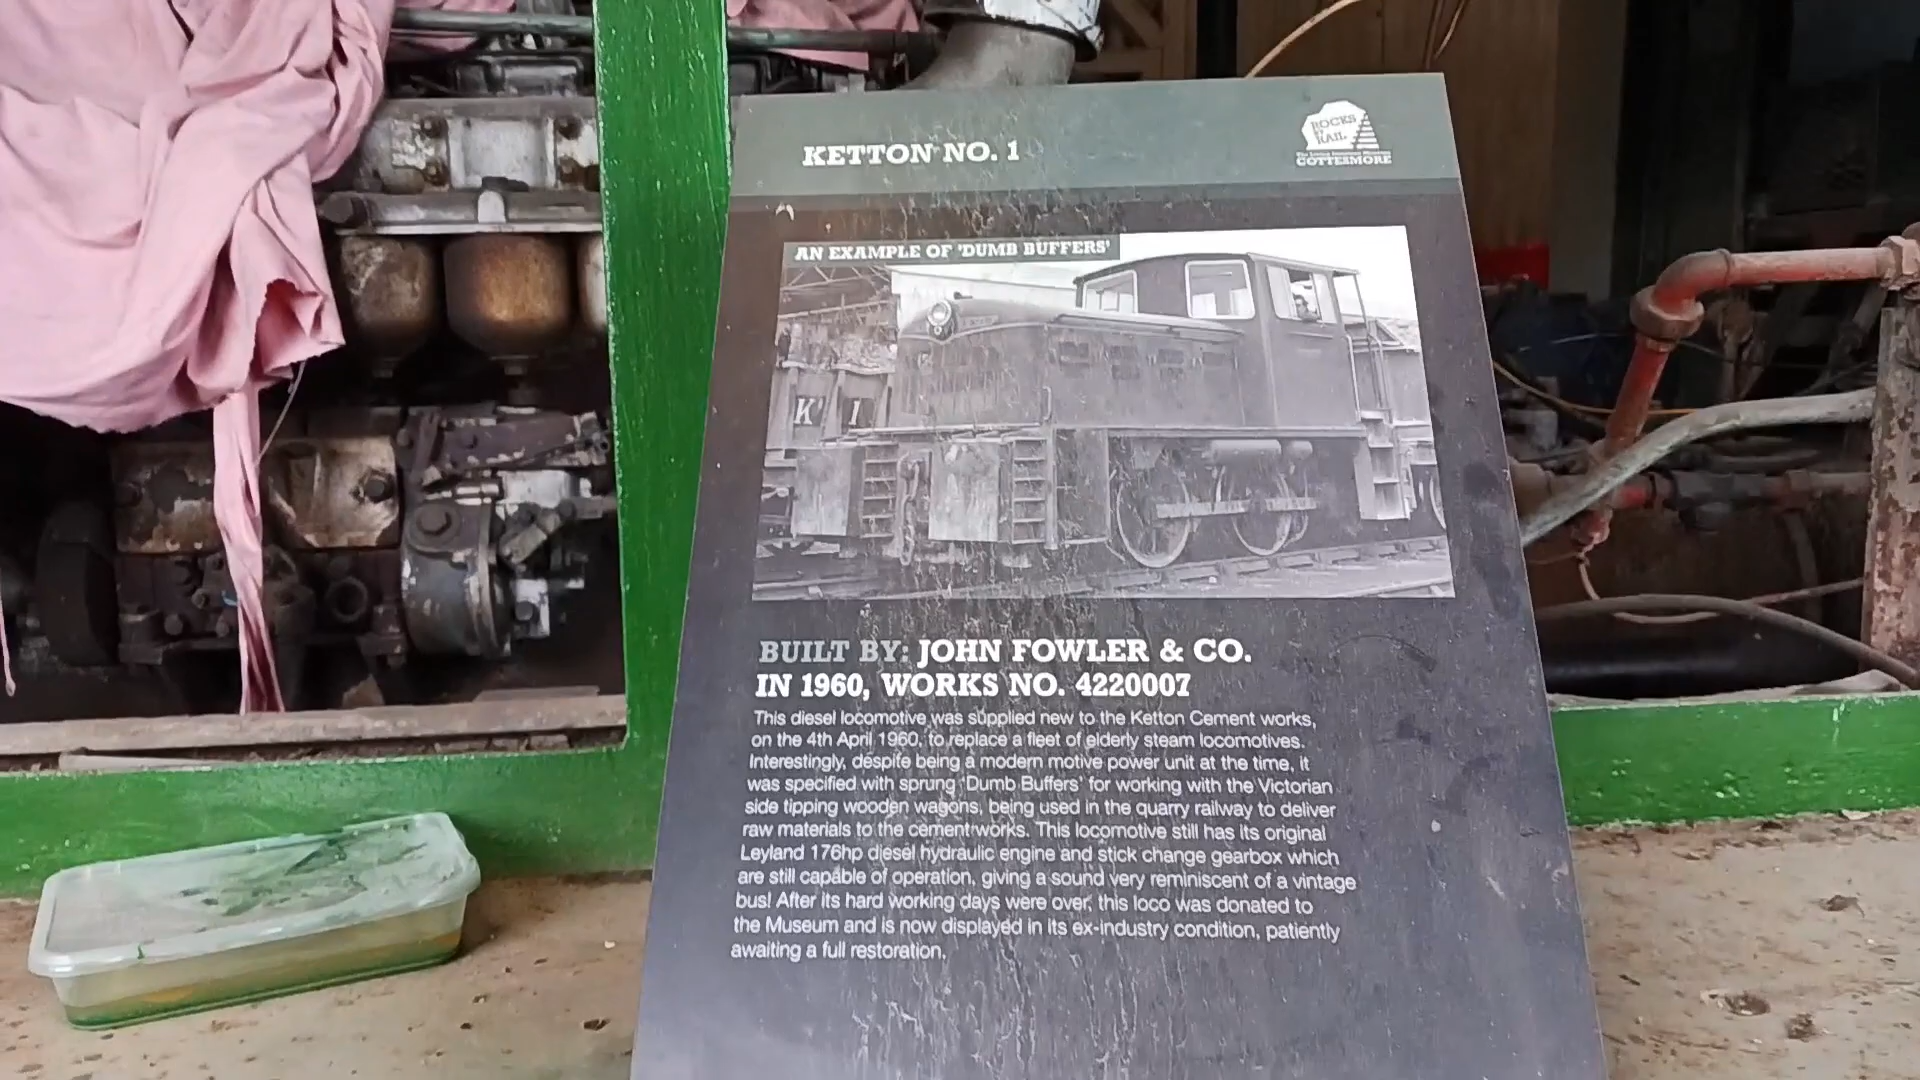 KETTON NO. 1
ROCKS
BY
RAIL
COTTESMORE
AN EXAMPLE OF 'DUMB BUFFERS'
K 1
BUILT BY: JOHN FOWLER & CO.
IN 1960, WORKS NO. 4220007
This diesel locomotive was supplied new to the Ketton Cement works,
on the 4th April 1960, to replace a fleet of elderly steam locomotives.
Interestingly, despite being a modern motive power unit at the time, it
was specified with sprung 'Dumb Buffers' for working with the Victorian
side tipping wooden wagons, being used in the quarry railway to deliver
raw materials to the cement works. This locomotive still has its original
Leyland 176hp diesel hydraulic engine and stick change gearbox which
are still capable of operation, giving a sound very reminiscent of a vintage
bus! After its hard working days were over, this loco was donated to
the Museum and is now displayed in its ex-industry condition, patiently
awaiting a full restoration.